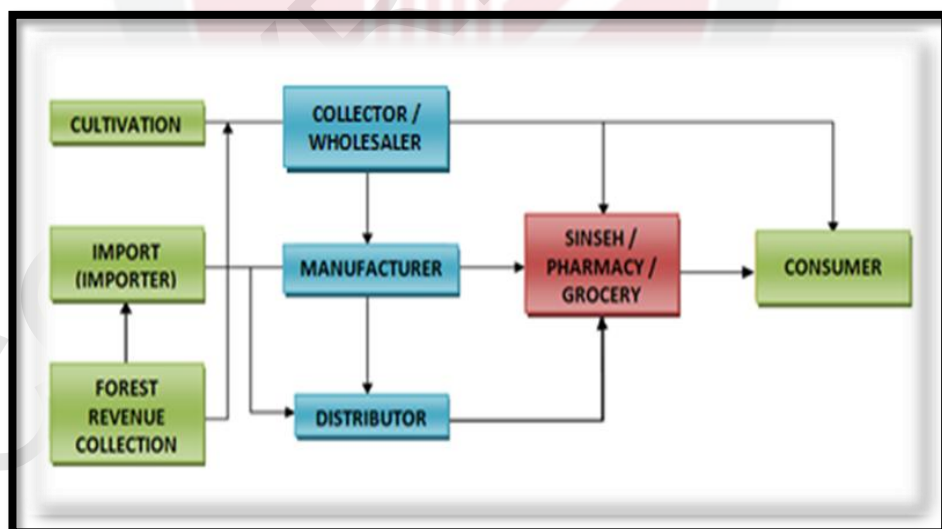 CULTIVATION
COLLECTOR /
WHOLESALER
IMPORT
(IMPORTER)
MANUFACTURER
SINSEH /
PHARMACY /
GROCERY
CONSUMER
FOREST
REVENUE
COLLECTION
DISTRIBUTOR